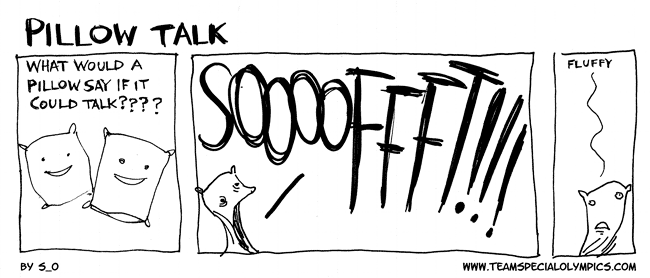 PILLOW TALK
WHAT WOULD A
PILLOW SAY IF IT
COULD TALK????
SOOOOFFFT!!!!
FLUFFY
BY S_O
WWW.TEAMSPECIALOLYMPICS.COM